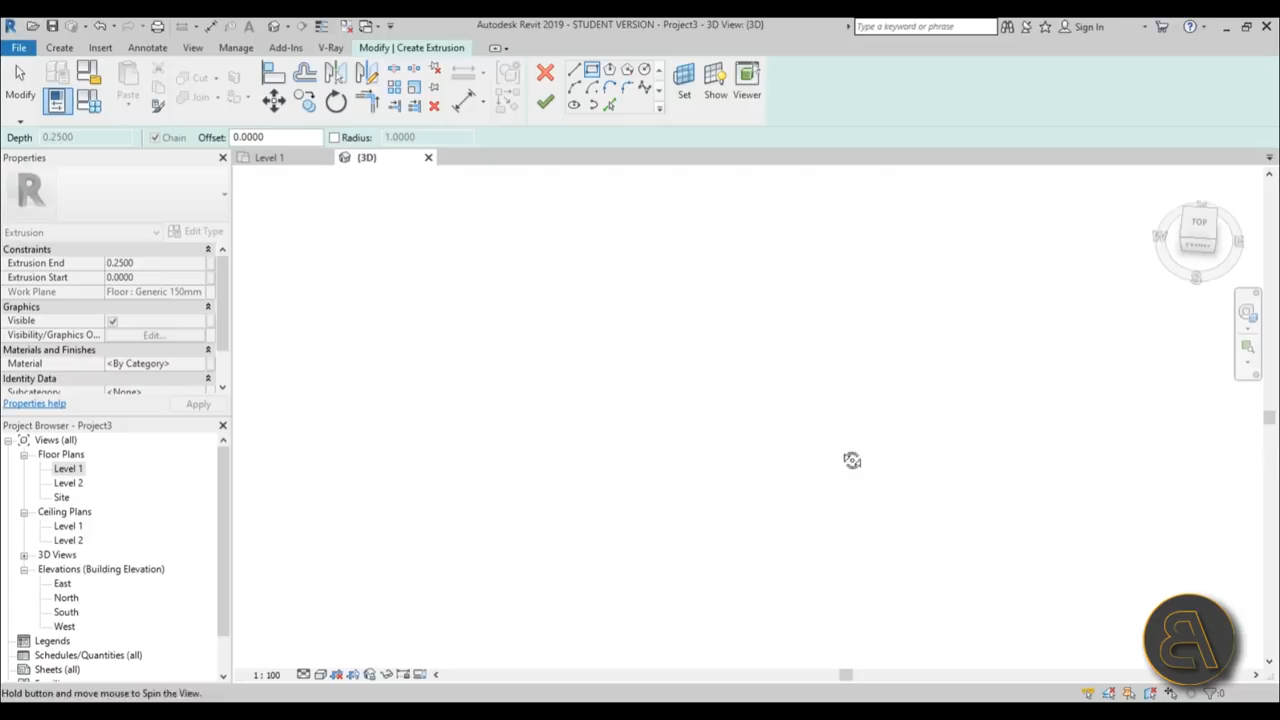 Autodesk Revit 2019 - STUDENT VERSION - Project3 - 3D View: {3D}
Type a keyword or phrase
Sign In
File
Create
Insert
Annotate
View
Manage
Add-Ins
V-Ray
Modify | Create Extrusion
Modify
Paste
Cut
Join
Set
Show
Viewer
Depth
0.2500
Chain
Offset:
0.0000
Radius:
1.0000
Properties
Level 1
{3D}
Extrusion
Edit Type
Constraints
Extrusion End
0.2500
Extrusion Start
0.0000
Work Plane
Floor : Generic 150mm
Graphics
Visible
Visibility/Graphics O...
Edit...
Materials and Finishes
Material
<By Category>
Identity Data
Subcategory
<None>
Properties help
Apply
Project Browser - Project3
Views (all)
Floor Plans
Level 1
Level 2
Site
Ceiling Plans
Level 1
Level 2
3D Views
Elevations (Building Elevation)
East
North
South
West
Legends
Schedules/Quantities (all)
Sheets (all)
TOP
FRONT
W
E
S
1 : 100
Hold button and move mouse to Spin the View.
:0